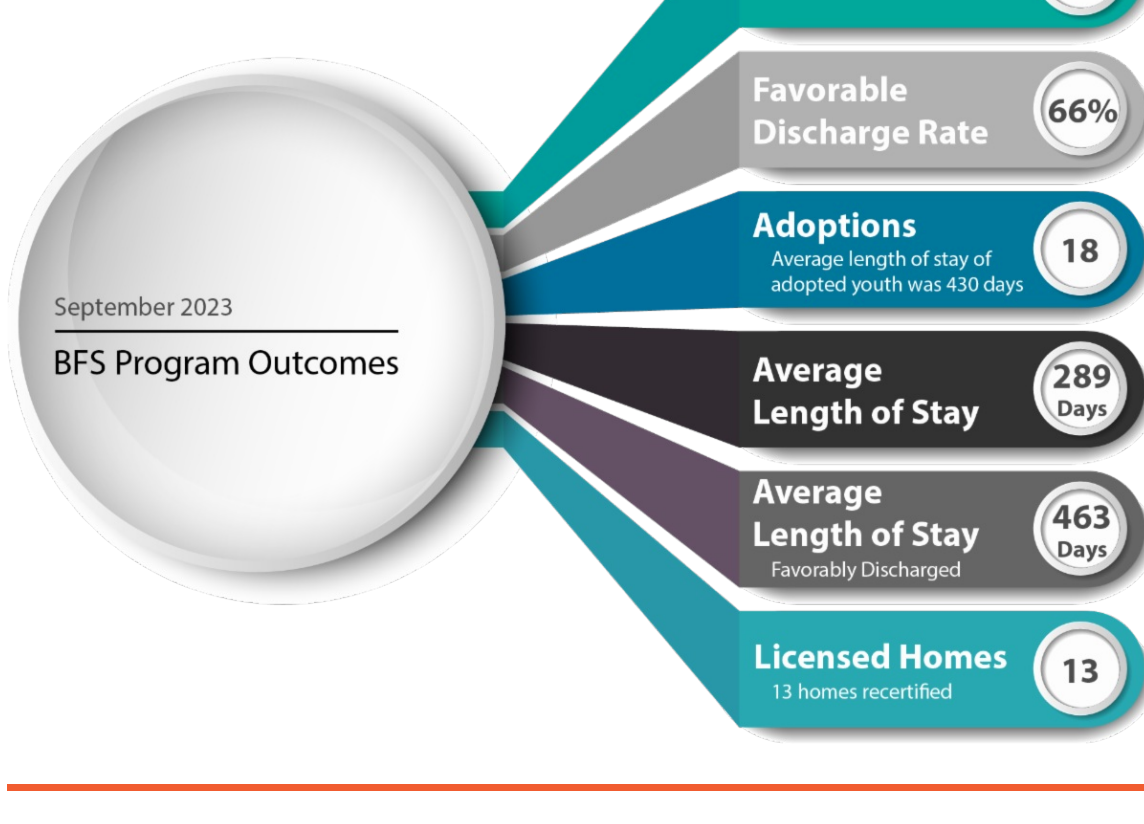 Favorable
Discharge Rate
66%
Adoptions
Average length of stay of
adopted youth was 430 days
18
September 2023
BFS Program Outcomes
Average
Length of Stay
289
Days
Average
Length of Stay
Favorably Discharged
463
Days
Licensed Homes
13 homes recertified
13